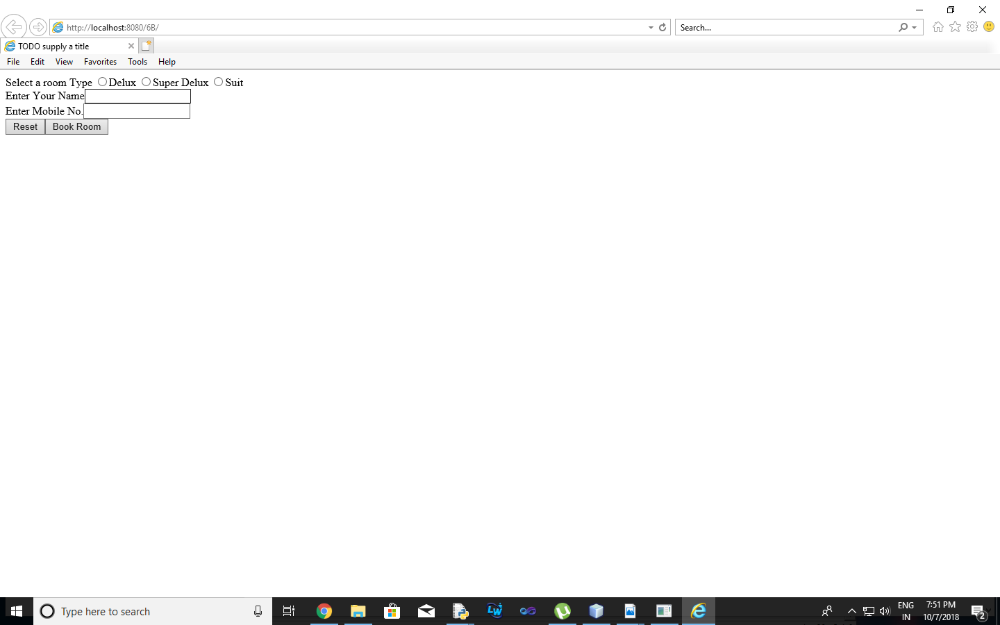 http://localhost:8080/6B/
Search...
TODO supply a title
File Edit View Favorites Tools Help
Select a room Type Delux Super Delux Suit
Enter Your Name
Enter Mobile No.
Reset Book Room
Type here to search
LW
ENG
IN
7:51 PM
10/7/2018
2